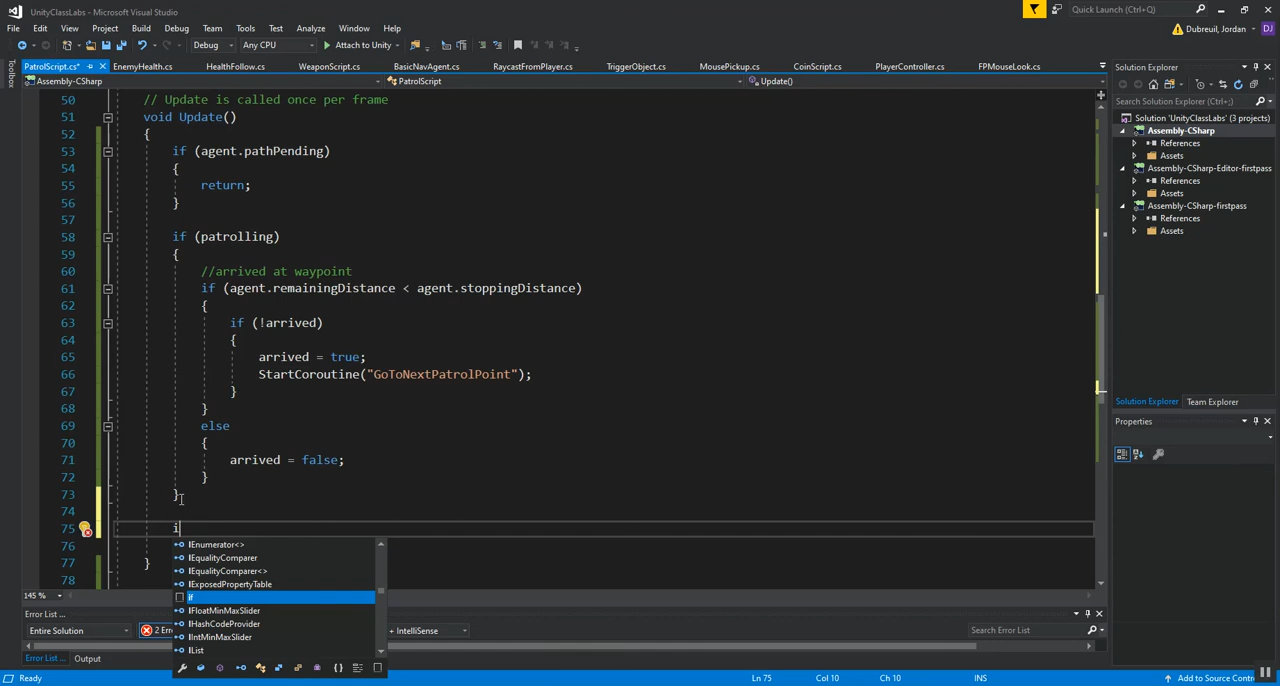 UnityClassLabs - Microsoft Visual Studio
Quick Launch (Ctrl+Q)
File Edit View Project Build Debug Team Tools Test Analyze Window Help
Dubreuil, Jordan DJ
Debug Any CPU Attach to Unity
PatrolScript.cs* EnemyHealth.cs HealthFollow.cs WeaponScript.cs BasicNavAgent.cs RaycastFromPlayer.cs TriggerObject.cs MousePickup.cs CoinScript.cs PlayerController.cs FPMouseLook.cs
Assembly-CSharp PatrolScript Update()
Toolbox
50 // Update is called once per frame
51 void Update()
52 {
53 if (agent.pathPending)
54 {
55 return;
56 }
57
58 if (patrolling)
59 {
60 //arrived at waypoint
61 if (agent.remainingDistance < agent.stoppingDistance)
62 {
63 if (!arrived)
64 {
65 arrived = true;
66 StartCoroutine("GoToNextPatrolPoint");
67 }
68 }
69 else
70 {
71 arrived = false;
72 }
73 }
74
75 i
76
77 }
78
IEnumerator<>
IEqualityComparer
IEqualityComparer<>
IExposedPropertyTable
if
IFloatMinMaxSlider
IHashCodeProvider
IIntMinMaxSlider
IList
145 %
Error List ...
Entire Solution 2 Err + IntelliSense Search Error List
Error List ... Output
Ready Ln 75 Col 10 Ch 10 INS Add to Source Contr
Solution Explorer
Search Solution Explorer (Ctrl+;)
Solution 'UnityClassLabs' (3 projects)
Assembly-CSharp
References
Assets
Assembly-CSharp-Editor-firstpass
References
Assets
Assembly-CSharp-firstpass
References
Assets
Solution Explorer Team Explorer
Properties